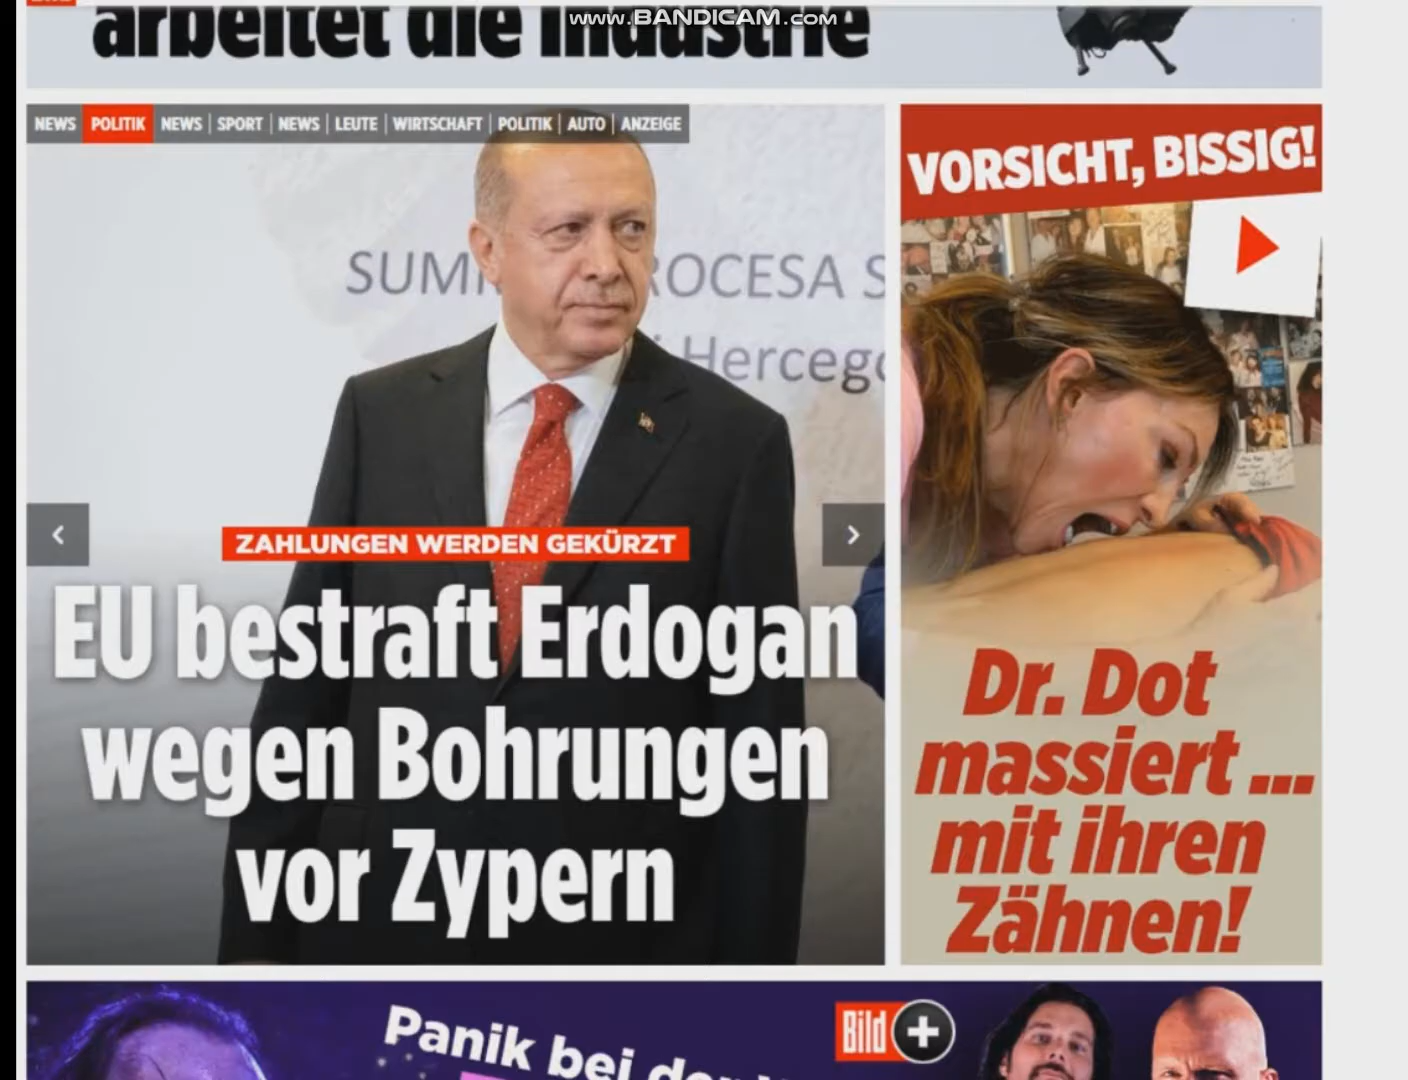 www.BANDICAM.com
arbeitet die Industrie
NEWS POLITIK NEWS SPORT NEWS LEUTE WIRTSCHAFT POLITIK AUTO ANZEIGE
ROCESA S
Herceg
ZAHLUNGEN WERDEN GEKÜRZT
EU bestraft Erdogan
wegen Bohrungen
vor Zypern
VORSICHT, BISSIG!
Dr. Dot
massiert ...
mit ihren
Zähnen!
Panik bei der
Bild +